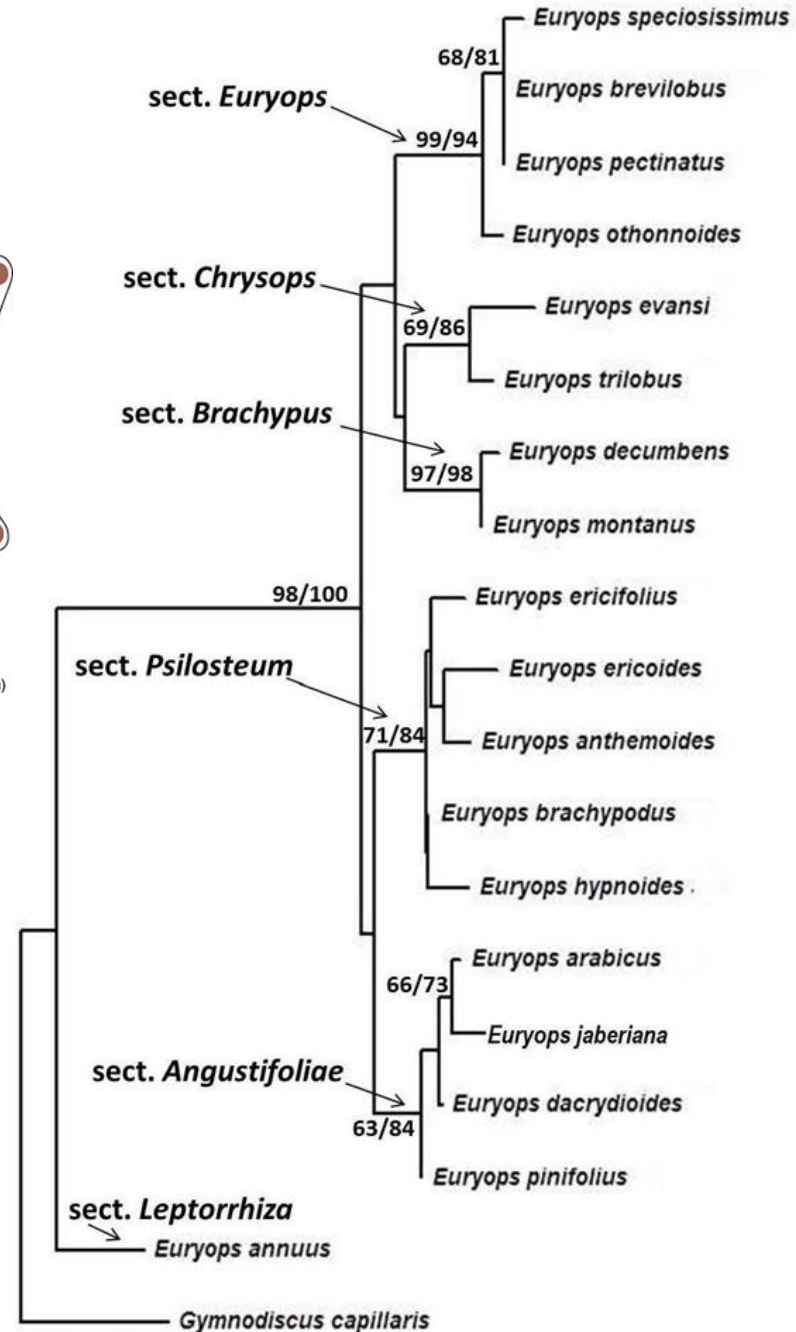 Euryops speciosissimus
68/81
Euryops brevilobus
sect. Euryops
99/94
Euryops pectinatus
Euryops othonnoides
sect. Chrysops
Euryops evansi
69/86
Euryops trilobus
sect. Brachypus
Euryops decumbens
97/98
Euryops montanus
98/100
Euryops ericifolius
sect. Psilosteum
Euryops ericoides
)
71/84
Euryops anthemoides
Euryops brachypodus
Euryops hypnoides .
Euryops arabicus
66/73
Euryops jaberiana
sect. Angustifoliae
Euryops dacrydioides
63/84
Euryops pinifolius
sect. Leptorrhiza
Euryops annuus
Gymnodiscus capillaris